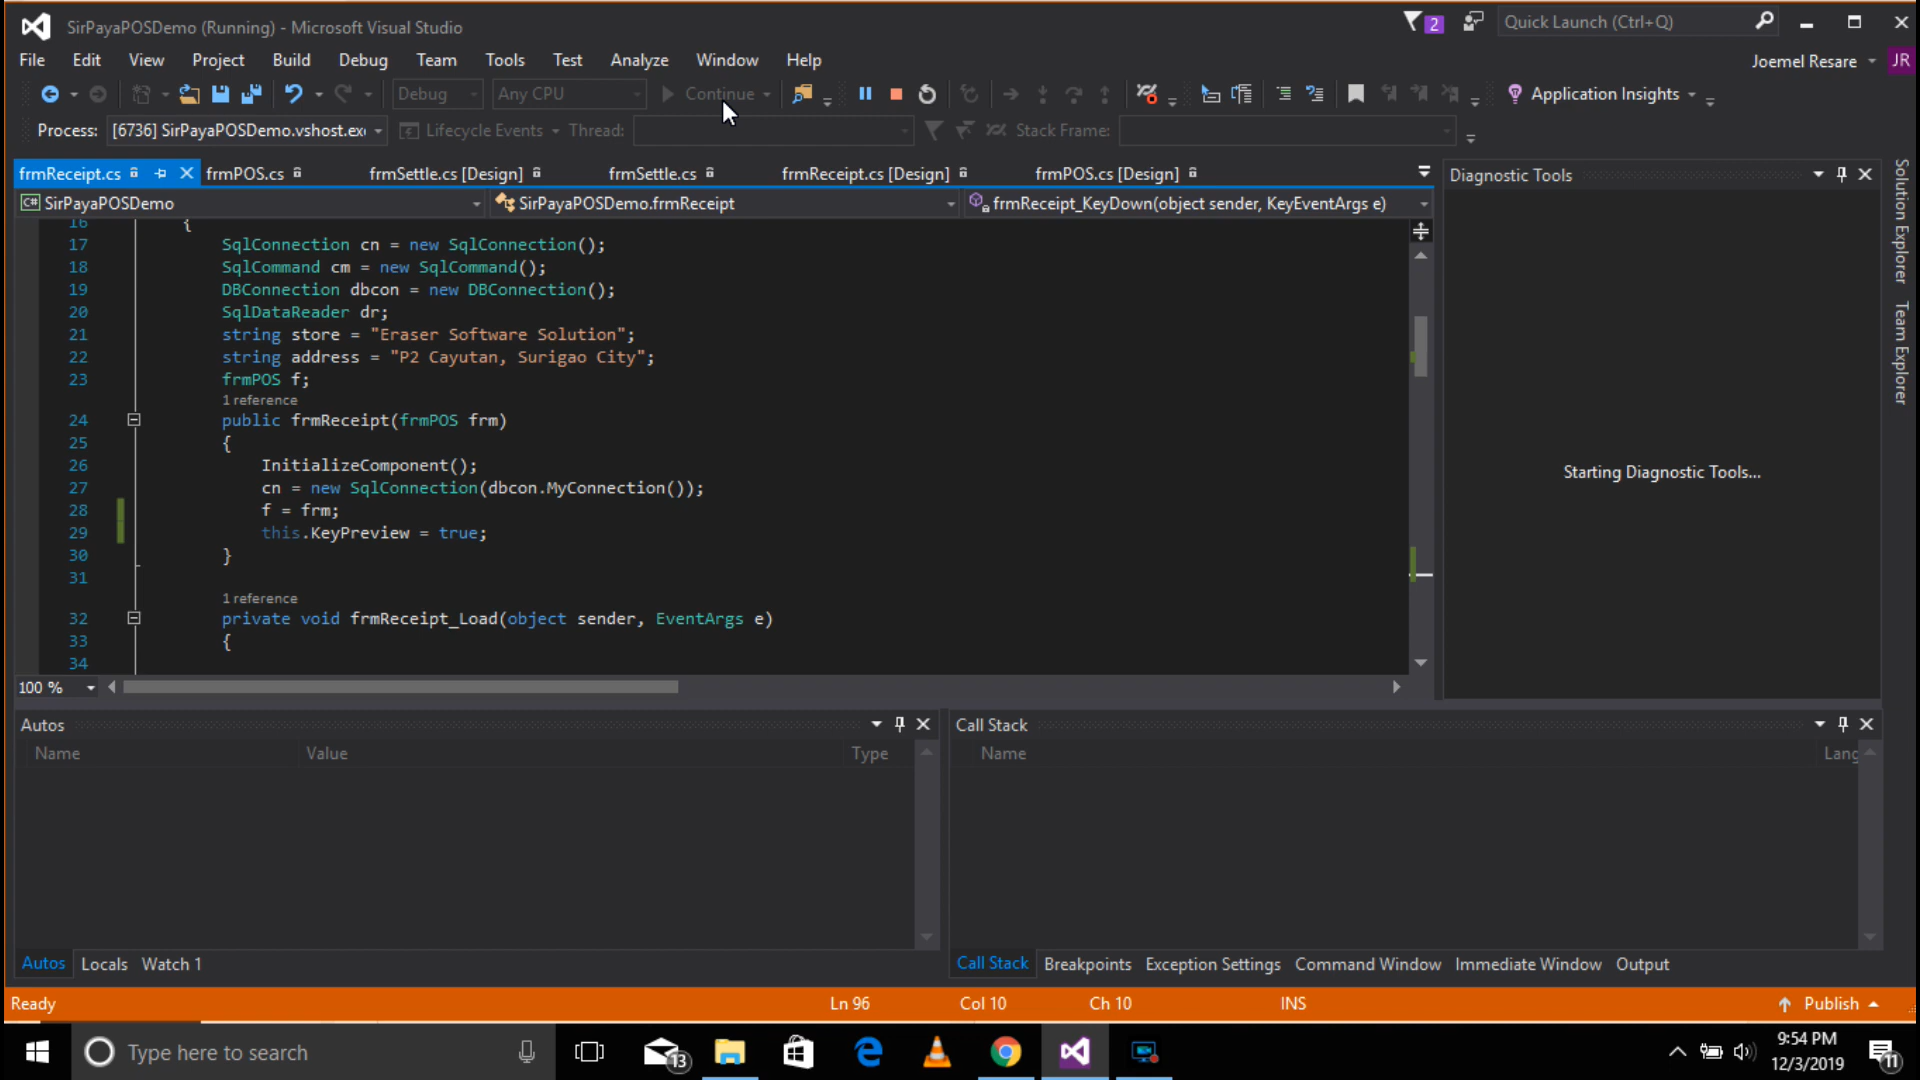 SirPayaPOSDemo (Running) - Microsoft Visual Studio
2
Quick Launch (Ctrl+Q)
File Edit View Project Build Debug Team Tools Test Analyze Window Help
Joemel Resare JR
Debug Any CPU Continue Application Insights
Process: [6736] SirPayaPOSDemo.vshost.ex Lifecycle Events Thread: Stack Frame:
frmReceipt.cs frmPOS.cs frmSettle.cs [Design] frmSettle.cs frmReceipt.cs [Design] frmPOS.cs [Design]
Diagnostic Tools
C# SirPayaPOSDemo SirPayaPOSDemo.frmReceipt frmReceipt_KeyDown(object sender, KeyEventArgs e)
Solution Explorer
Team Explorer
16 {
17 SqlConnection cn = new SqlConnection();
18 SqlCommand cm = new SqlCommand();
19 DBConnection dbcon = new DBConnection();
20 SqlDataReader dr;
21 string store = "Eraser Software Solution";
22 string address = "P2 Cayutan, Surigao City";
23 frmPOS f;
1 reference
24 public frmReceipt(frmPOS frm)
25 {
26 InitializeComponent();
27 cn = new SqlConnection(dbcon.MyConnection());
28 f = frm;
29 this.KeyPreview = true;
30 }
31
1 reference
32 private void frmReceipt_Load(object sender, EventArgs e)
33 {
34
Starting Diagnostic Tools...
100 %
Autos
Name Value Type
Call Stack
Name Lang
Autos Locals Watch 1
Call Stack Breakpoints Exception Settings Command Window Immediate Window Output
Ready Ln 96 Col 10 Ch 10 INS Publish
Type here to search
13
9:54 PM
12/3/2019
11